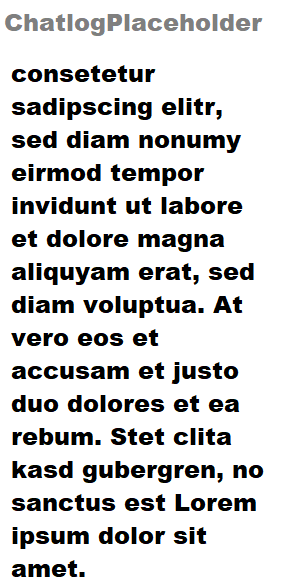 ChatlogPlaceholder
consetetur
sadipscing elitr,
sed diam nonumy
eirmod tempor
invidunt ut labore
et dolore magna
aliquyam erat, sed
diam voluptua. At
vero eos et
accusam et justo
duo dolores et ea
rebum. Stet clita
kasd gubergren, no
sanctus est Lorem
ipsum dolor sit
amet.